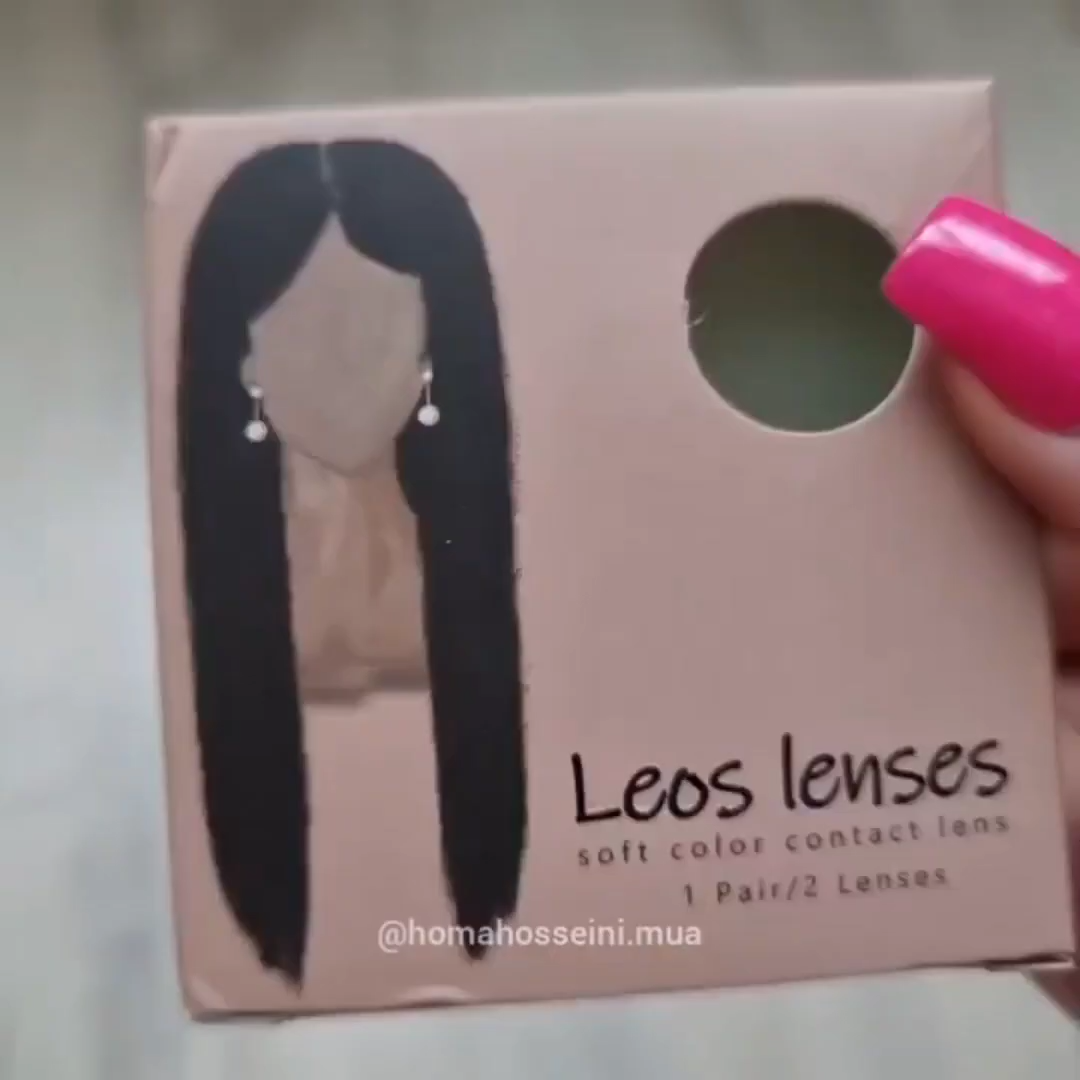 Leos lenses
soft color contact lens
1 Pair/2 Lenses
@homahosseini.mua